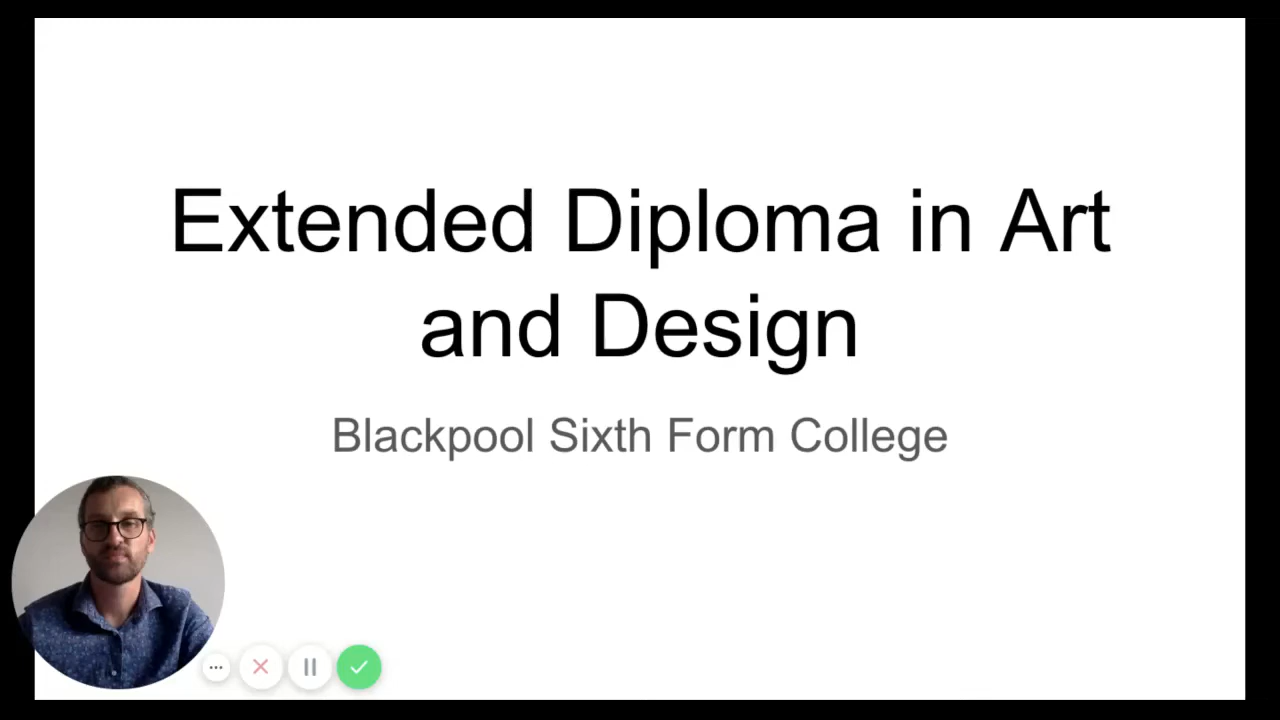 Extended Diploma in Art
and Design
Blackpool Sixth Form College